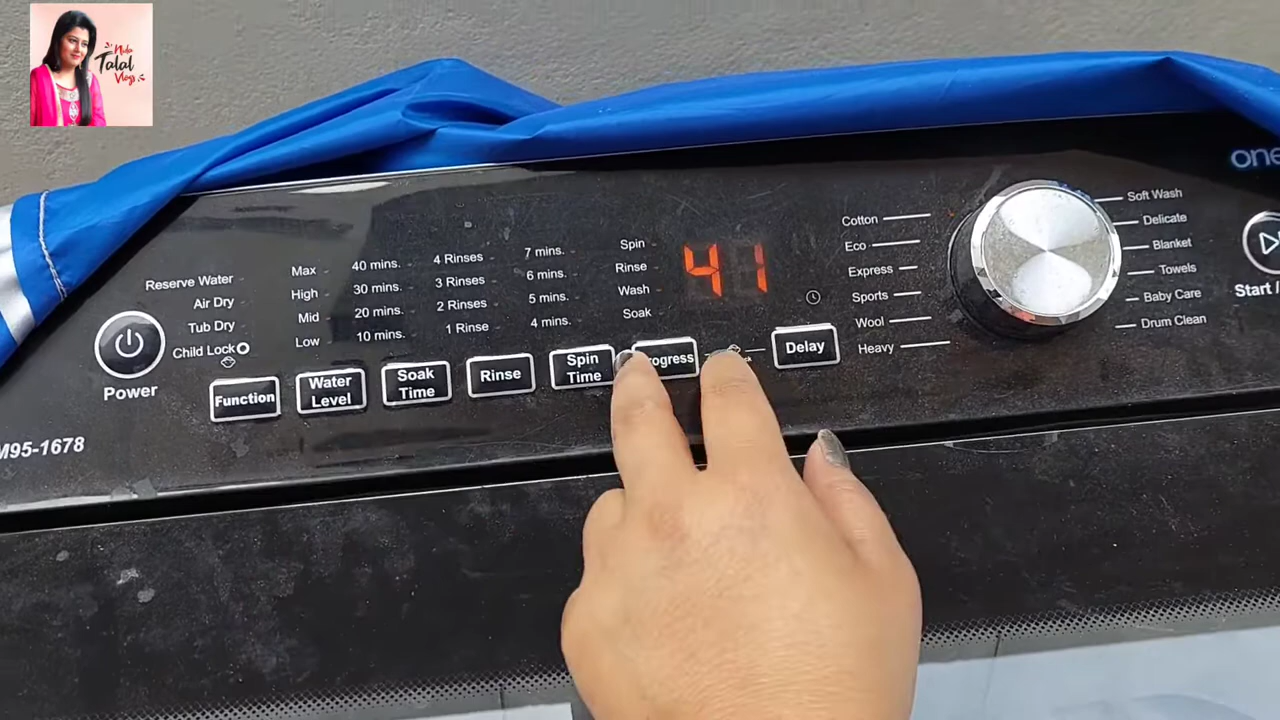 Nida
Talal
Vlogs
one
Reserve Water
Air Dry
Tub Dry
Child Lock
Power
Max
High
Mid
Low
40 mins.
30 mins.
20 mins.
10 mins.
4 Rinses
3 Rinses
2 Rinses
1 Rinse
7 mins.
6 mins.
5 mins.
4 mins.
Spin
Rinse
Wash
Soak
41
Function
Water
Level
Soak
Time
Rinse
Spin
Time
rogress
Delay
Cotton
Eco
Express
Sports
Wool
Heavy
Soft Wash
Delicate
Blanket
Towels
Baby Care
Drum Clean
Start /
M95-1678